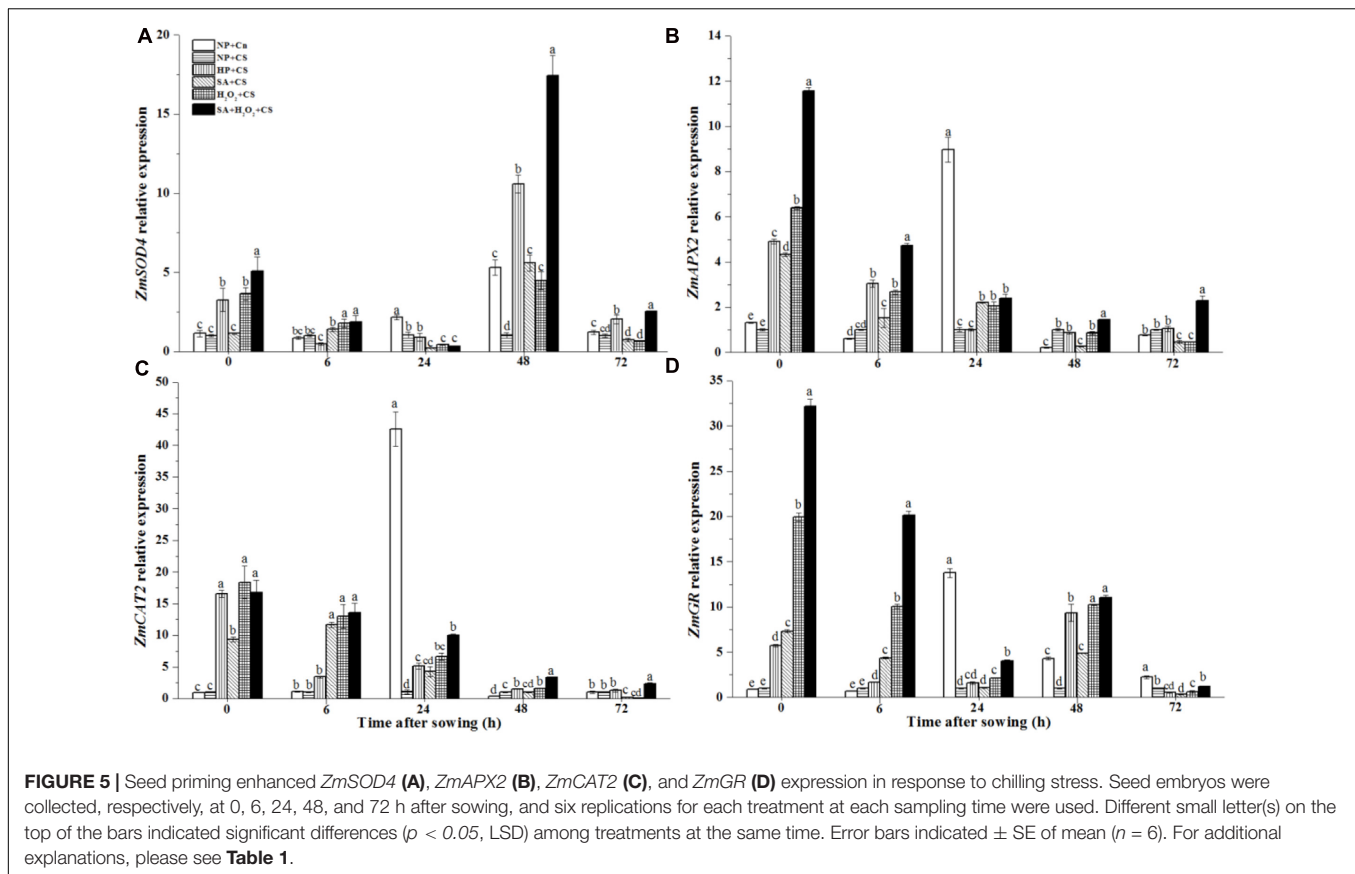 A
ZmSOD4 relative expression
20
15
10
5
0
NP+Cn
NP+CS
HP+CS
SA+CS
H₂O₂+CS
SA+H₂O₂+CS
c c b c b a
bc bc c b a a
a b b c c c
c d b c c a
c cd b d d a
0 6 24 48 72
B
ZmAPX2 relative expression
14
12
10
8
6
4
2
0
e e c d b a
d cd b c b a
a c c b b b
c b b c b a
b b b c c a
0 6 24 48 72
C
ZmCAT2 relative expression
50
45
40
35
30
25
20
15
10
5
0
c c a b a a
b b b a a a
a d c cd bc b
d c b cd b a
b b b c c a
0 6 24 48 72
Time after sowing (h)
D
ZmGR relative expression
35
30
25
20
15
10
5
0
e e d c b a
e e d c b a
a d cd d c b
c d b c a a
a b c d c b
0 6 24 48 72
Time after sowing (h)
FIGURE 5 | Seed priming enhanced ZmSOD4 (A), ZmAPX2 (B), ZmCAT2 (C), and ZmGR (D) expression in response to chilling stress. Seed embryos were
collected, respectively, at 0, 6, 24, 48, and 72 h after sowing, and six replications for each treatment at each sampling time were used. Different small letter(s) on the
top of the bars indicated significant differences (p < 0.05, LSD) among treatments at the same time. Error bars indicated ± SE of mean (n = 6). For additional
explanations, please see Table 1.